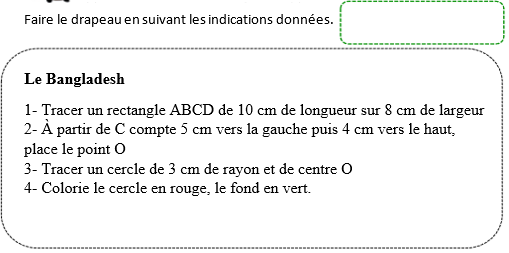 Faire le drapeau en suivant les indications données.
Le Bangladesh
1- Tracer un rectangle ABCD de 10 cm de longueur sur 8 cm de largeur
2- À partir de C compte 5 cm vers la gauche puis 4 cm vers le haut,
place le point O
3- Tracer un cercle de 3 cm de rayon et de centre O
4- Colorie le cercle en rouge, le fond en vert.